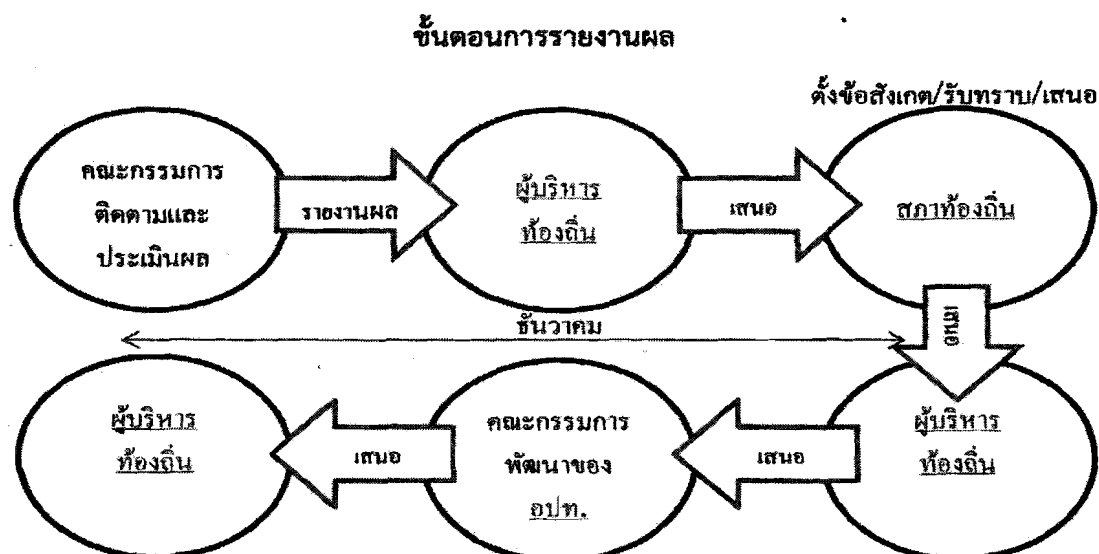 ขั้นตอนการรายงานผล
ตั้งข้อสังเกต/รับทราบ/เสนอ
คณะกรรมการ
ติดตามและ
ประเมินผล
รายงานผล
ผู้บริหาร
ท้องถิ่น
เสนอ
สภาท้องถิ่น
เสนอ
ธันวาคม
ผู้บริหาร
ท้องถิ่น
เสนอ
คณะกรรมการ
พัฒนาของ
อปท.
เสนอ
ผู้บริหาร
ท้องถิ่น